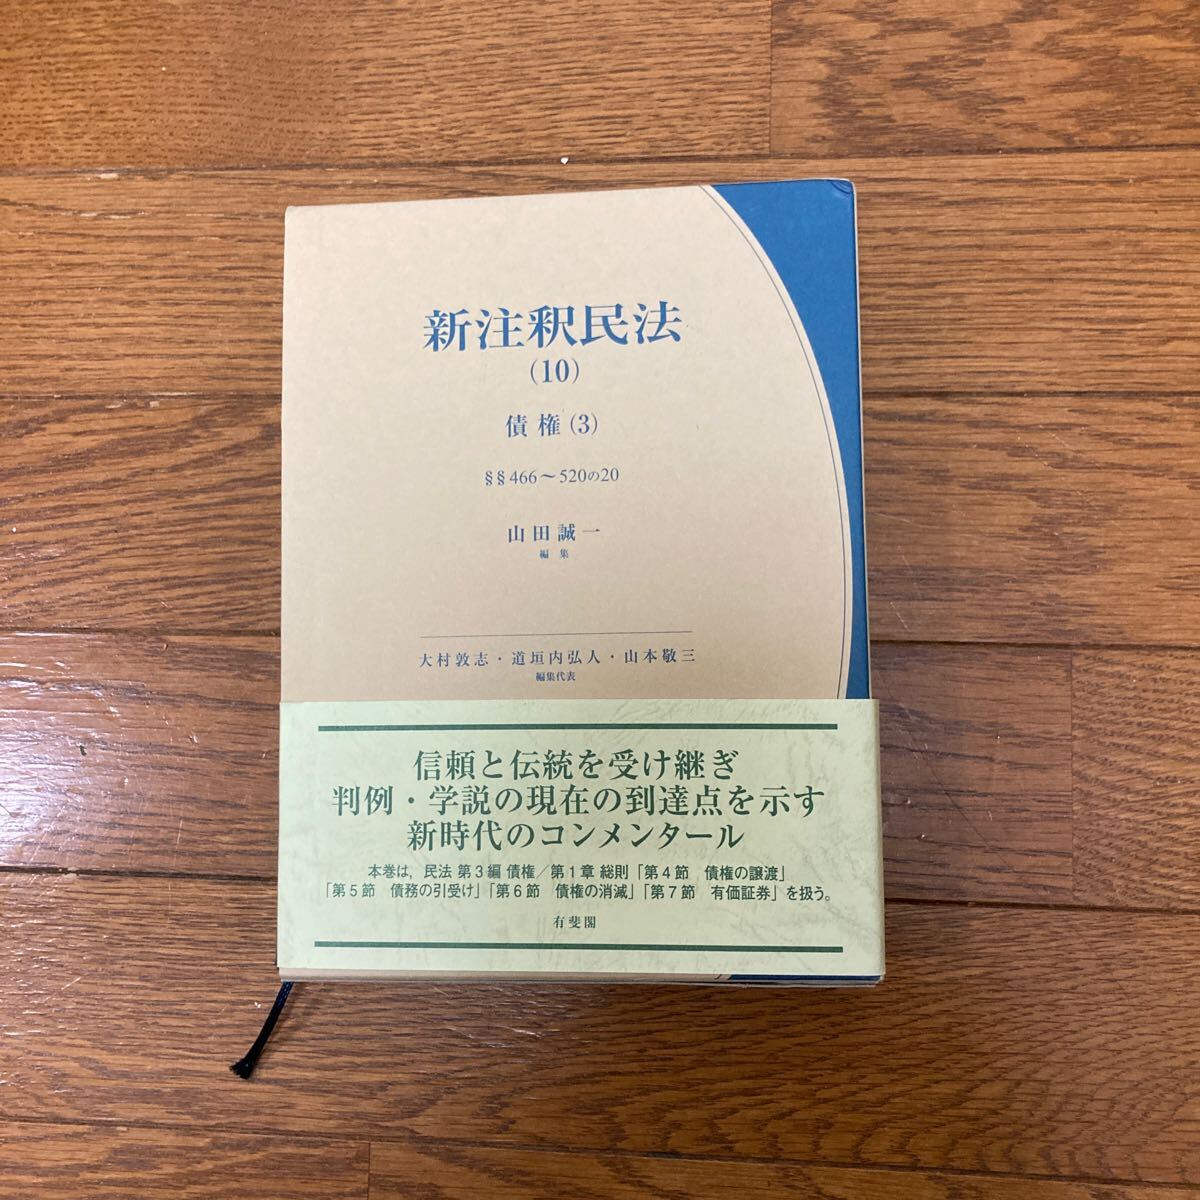 新注釈民法
(10)
債権(3)
§§466～520の20
山田誠一
編集
大村敦志・道垣内弘人・山本敬三
編集代表
信頼と伝統を受け継ぎ
判例・学説の現在の到達点を示す
新時代のコンメンタール
本巻は，民法 第3編 債権／第1章 総則「第4節　債権の譲渡」
「第5節　債務の引受け」「第6節　債権の消滅」「第7節　有価証券」を扱う。
有斐閣